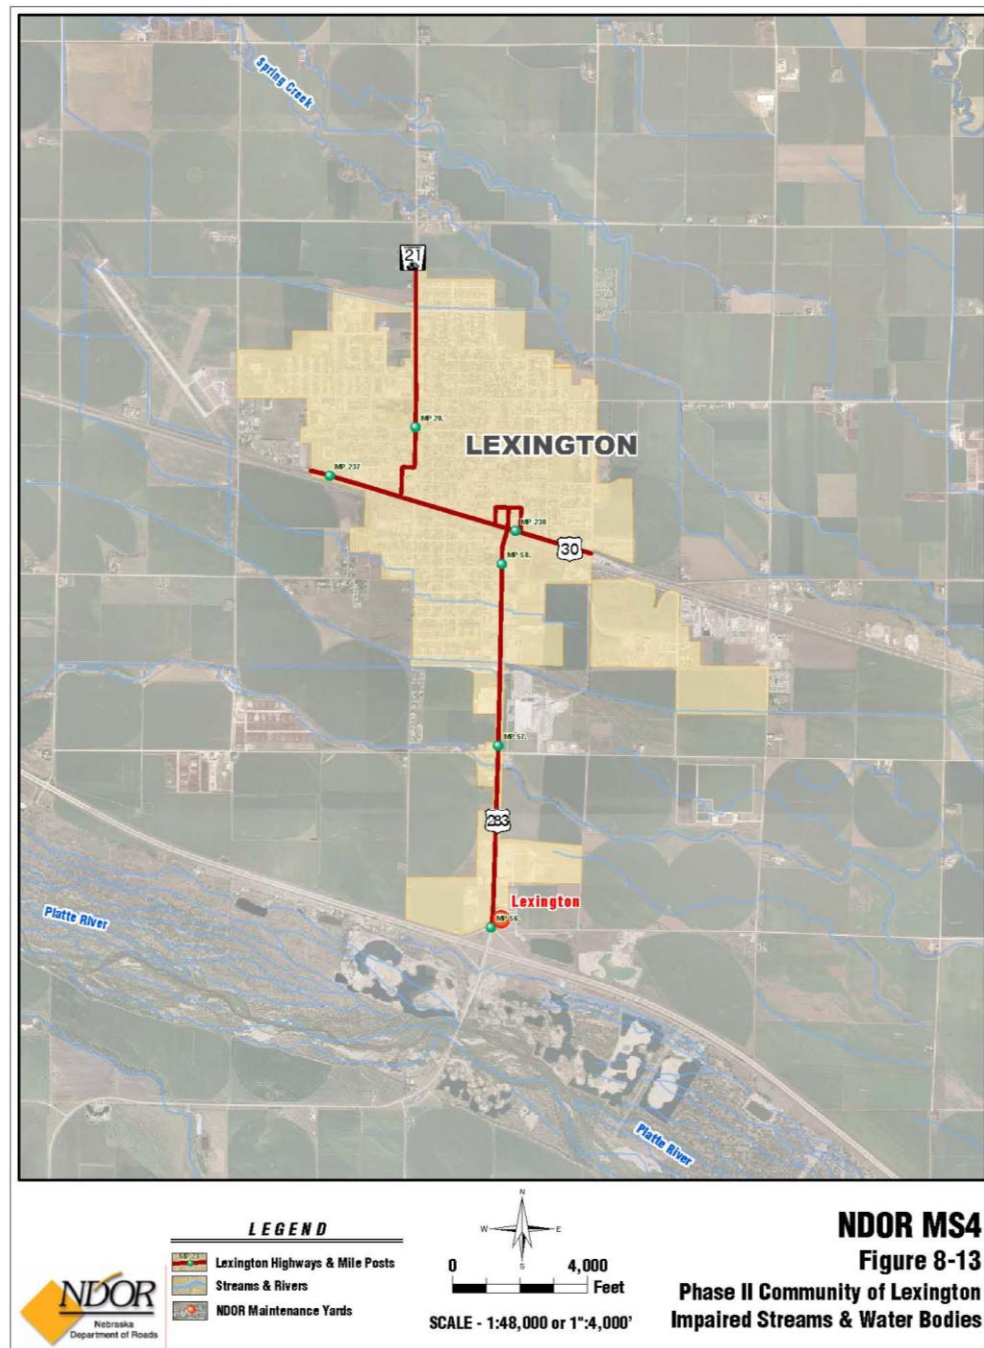 Spring Creek
21
MP. 20.
LEXINGTON
MP. 237
MP. 238
30
MP. 58.
MP. 57.
283
Lexington
MP. 56.
Platte River
Platte River
LEGEND
Lexington Highways & Mile Posts
Streams & Rivers
NDOR Maintenance Yards
NDOR
Nebraska
Department of Roads
N
W E
S
0 4,000
Feet
SCALE - 1:48,000 or 1":4,000'
NDOR MS4
Figure 8-13
Phase II Community of Lexington
Impaired Streams & Water Bodies